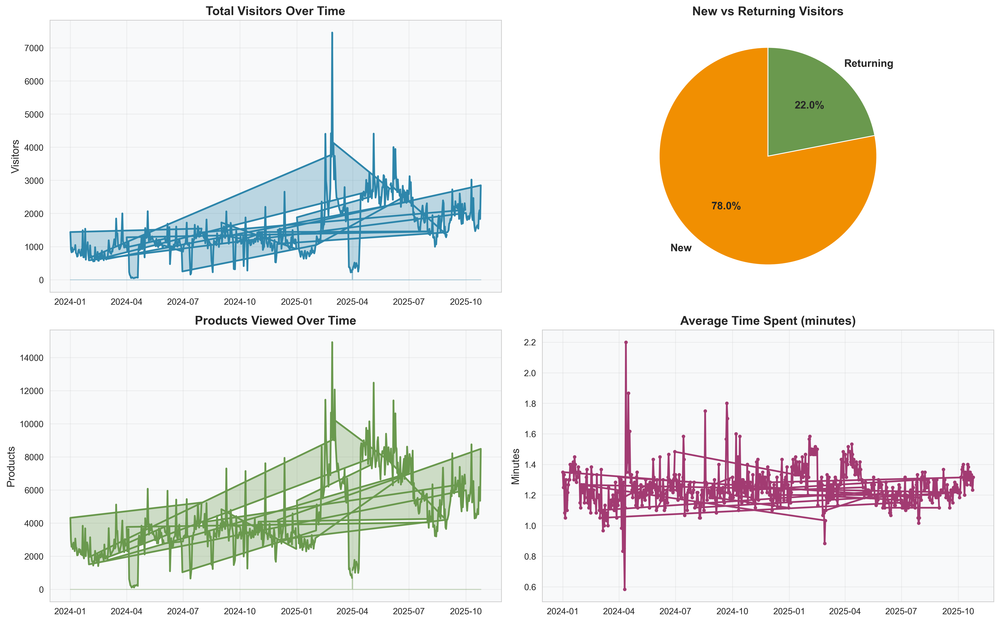 Total Visitors Over Time
Visitors
7000
6000
5000
4000
3000
2000
1000
0
2024-01 2024-04 2024-07 2024-10 2025-01 2025-04 2025-07 2025-10
New vs Returning Visitors
Returning
22.0%
78.0%
New
Products Viewed Over Time
Products
14000
12000
10000
8000
6000
4000
2000
0
2024-01 2024-04 2024-07 2024-10 2025-01 2025-04 2025-07 2025-10
Average Time Spent (minutes)
Minutes
2.2
2.0
1.8
1.6
1.4
1.2
1.0
0.8
0.6
2024-01 2024-04 2024-07 2024-10 2025-01 2025-04 2025-07 2025-10